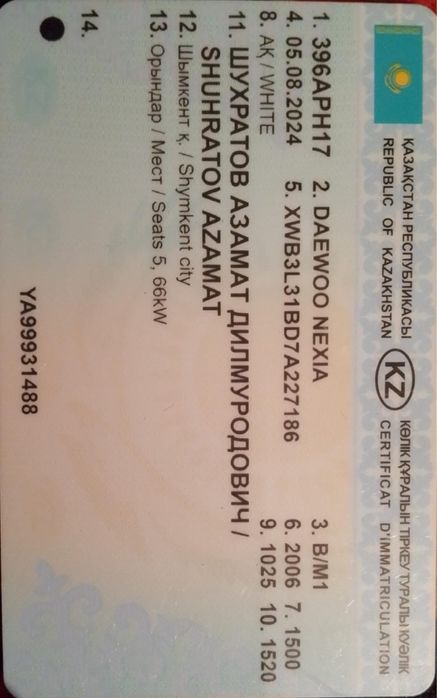 ҚАЗАҚСТАН РЕСПУБЛИКАСЫ
REPUBLIC OF KAZAKHSTAN
KZ
КӨЛІК ҚҰРАЛЫН ТІРКЕУ ТУРАЛЫ КУӘЛІК
CERTIFICAT D'IMMATRICULATION
1. 396APH17 2. DAEWOO NEXIA 3. B/M1
4. 05.08.2024 5. XWB3L31BD7A227186 6. 2006 7. 1500
8. АҚ / WHITE 9. 1025 10. 1520
11. ШУХРАТОВ АЗАМАТ ДИЛМУРОДОВИЧ /
SHUHRATOV AZAMAT
12. Шымкент қ. / Shymkent city
13. Орындар / Мест / Seats 5, 66kW
14.
YA99931488